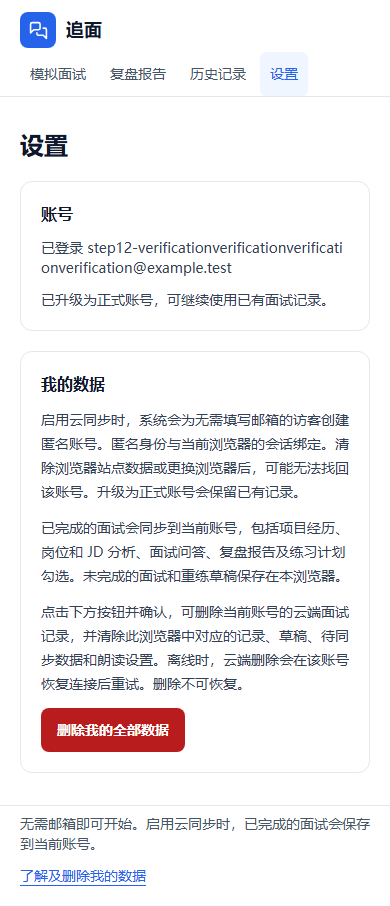 追面
模拟面试 复盘报告 历史记录 设置
设置
账号
已登录 step12-verificationverificationverificati
onverification@example.test
已升级为正式账号，可继续使用已有面试记录。
我的数据
启用云同步时，系统会为无需填写邮箱的访客创建
匿名账号。匿名身份与当前浏览器的会话绑定。清
除浏览器站点数据或更换浏览器后，可能无法找回
该账号。升级为正式账号会保留已有记录。
已完成的面试会同步到当前账号，包括项目经历、
岗位和 JD 分析、面试问答、复盘报告及练习计划
勾选。未完成的面试和重练草稿保存在本浏览器。
点击下方按钮并确认，可删除当前账号的云端面试
记录，并清除此浏览器中对应的记录、草稿、待同
步数据和朗读设置。离线时，云端删除会在该账号
恢复连接后重试。删除不可恢复。
删除我的全部数据
无需邮箱即可开始。启用云同步时，已完成的面试会保存
到当前账号。
了解及删除我的数据